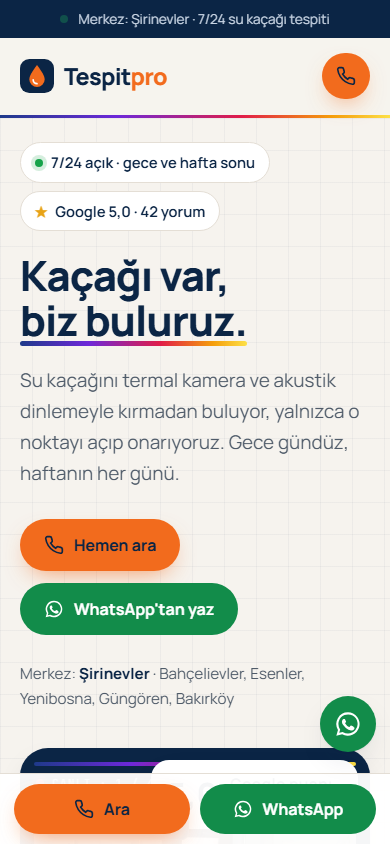 Merkez: Şirinevler · 7/24 su kaçağı tespiti
Tespitpro
7/24 açık · gece ve hafta sonu
Google 5,0 · 42 yorum
Kaçağı var,
biz buluruz.
Su kaçağını termal kamera ve akustik
dinlemeyle kırmadan buluyor, yalnızca o
noktayı açıp onarıyoruz. Gece gündüz,
haftanın her günü.
Hemen ara
WhatsApp'tan yaz
Merkez: Şirinevler · Bahçelievler, Esenler,
Yenibosna, Güngören, Bakırköy
Ara
WhatsApp